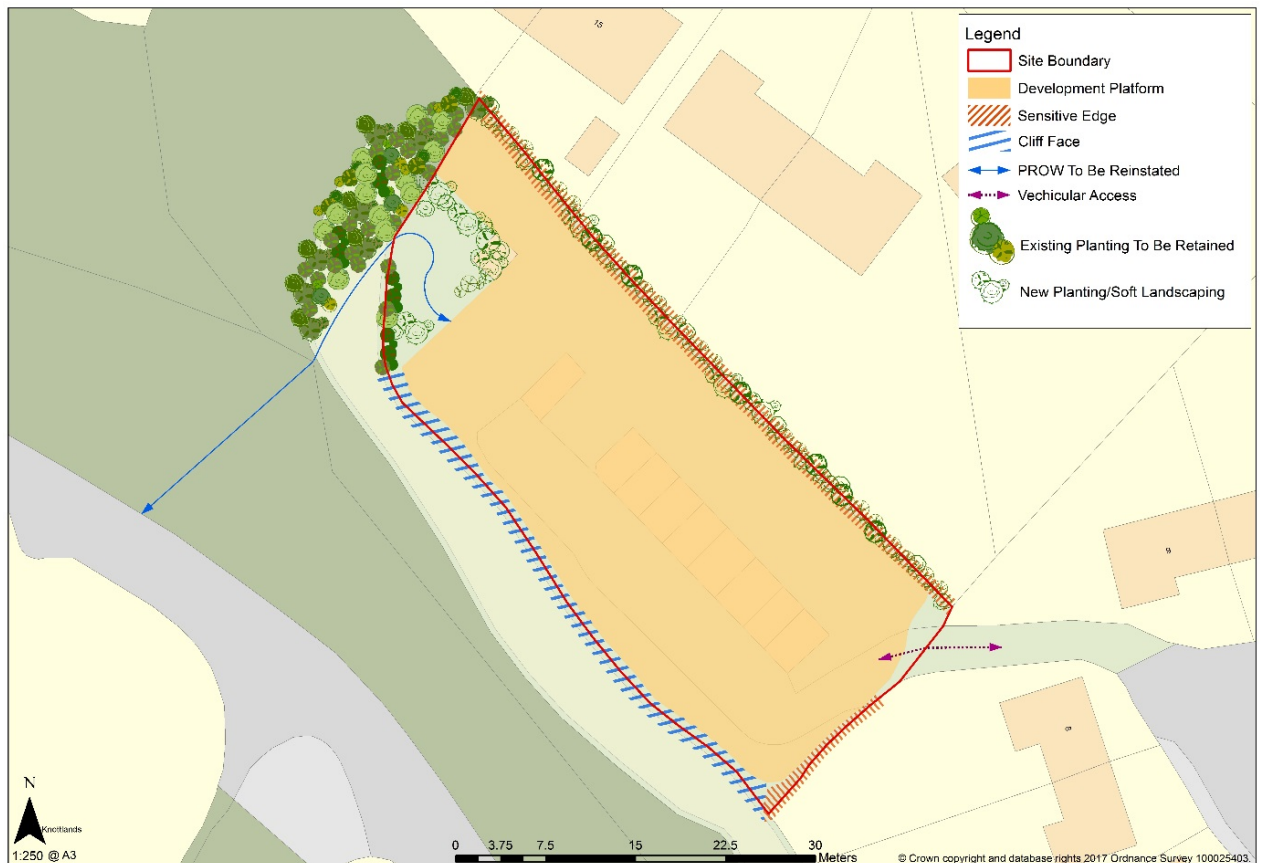 15
Legend
Site Boundary
Development Platform
Sensitive Edge
Cliff Face
PROW To Be Reinstated
Vechicular Access
Existing Planting To Be Retained
New Planting/Soft Landscaping
N
Knottlands
1:250 @ A3
0 3.75 7.5 15 22.5 30
Meters
© Crown copyright and database rights 2017 Ordnance Survey 100025403.